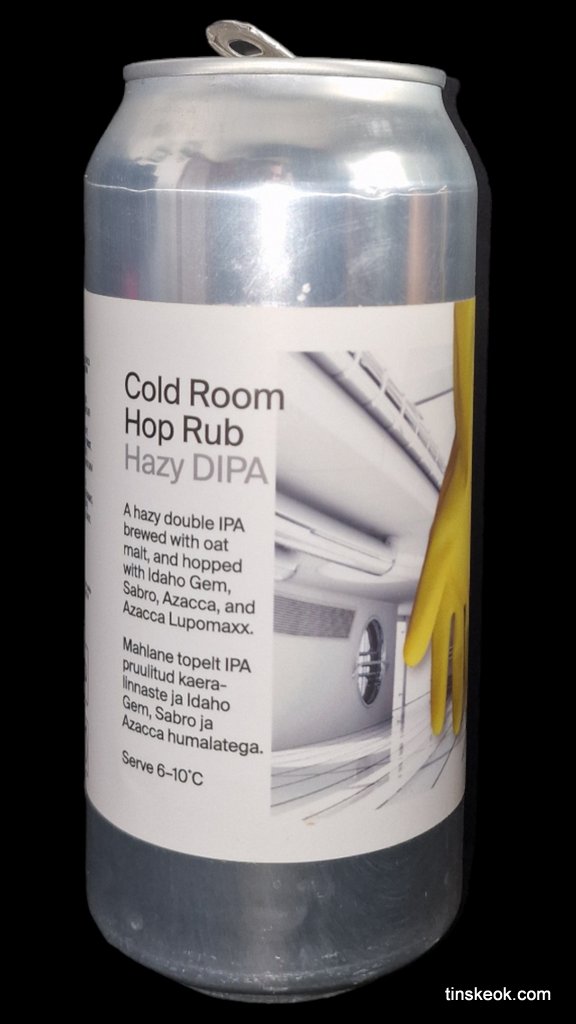 Cold Room
Hop Rub
Hazy DIPA
A hazy double IPA
brewed with oat
malt, and hopped
with Idaho Gem,
Sabro, Azacca, and
Azacca Lupomaxx.
Mahlane topelt IPA
pruulitud kaera-
linnaste ja Idaho
Gem, Sabro ja
Azacca humalatega.
Serve 6-10°C
tinskeok.com